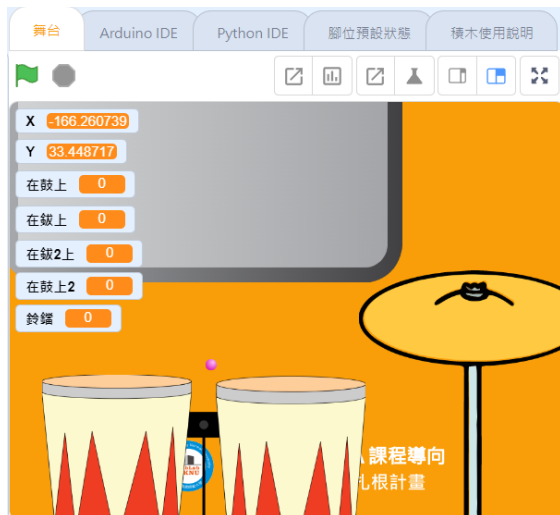 舞台 Arduino IDE Python IDE 腳位預設狀態 積木使用說明
X -166.260739
Y 33.448717
在鼓上 0
在鈸上 0
在鈸2上 0
在鼓上2 0
鈴鐺 0
課程導向
扎根計畫